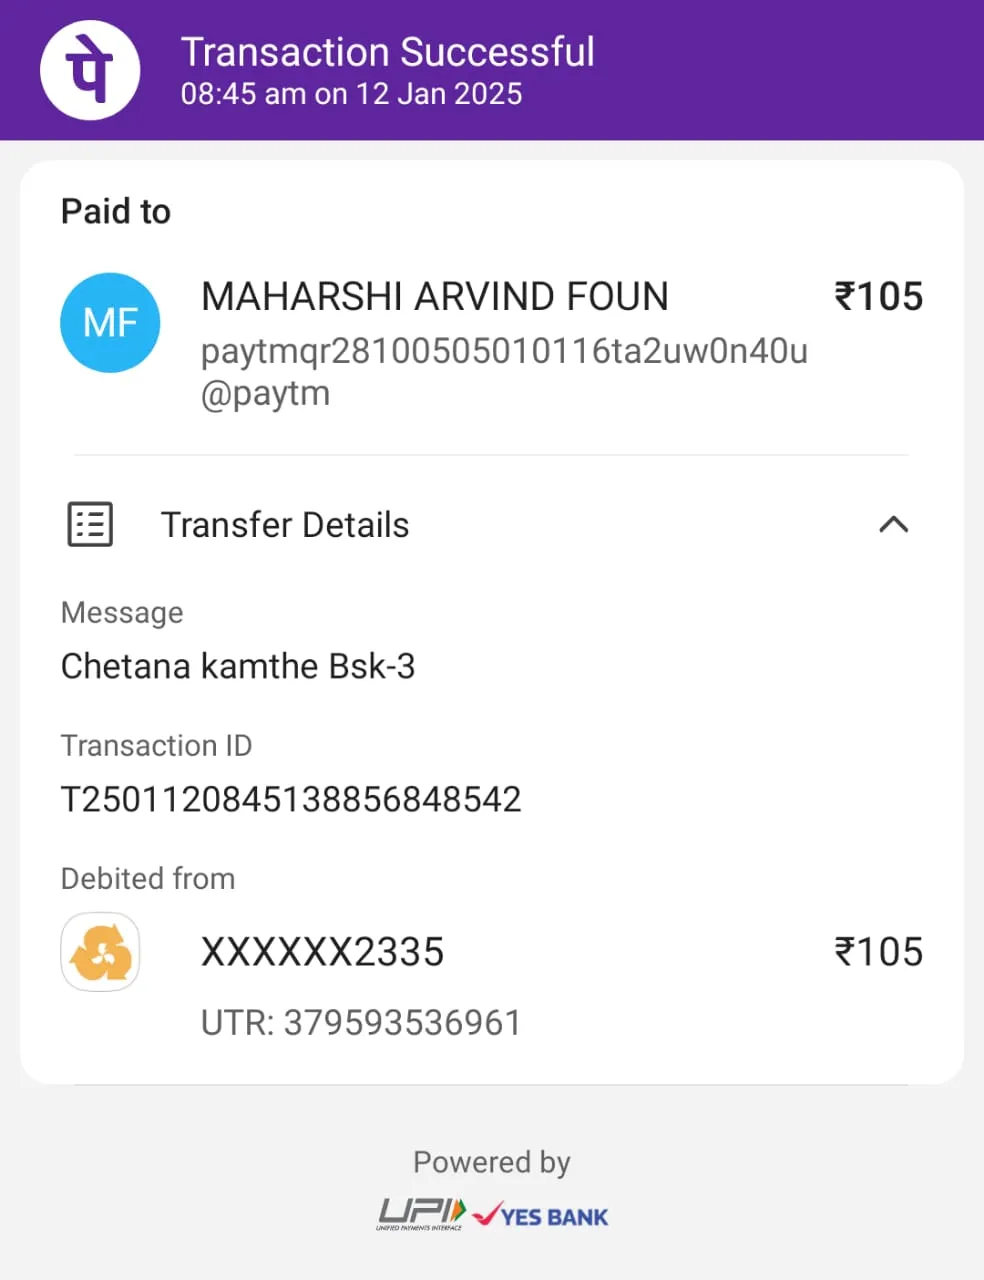 पे
Transaction Successful
08:45 am on 12 Jan 2025
Paid to
MF
MAHARSHI ARVIND FOUN
₹105
paytmqr28100505010116ta2uw0n40u
@paytm
Transfer Details
Message
Chetana kamthe Bsk-3
Transaction ID
T2501120845138856848542
Debited from
XXXXXX2335
₹105
UTR: 379593536961
Powered by
UPI
UNIFIED PAYMENTS INTERFACE
YES BANK